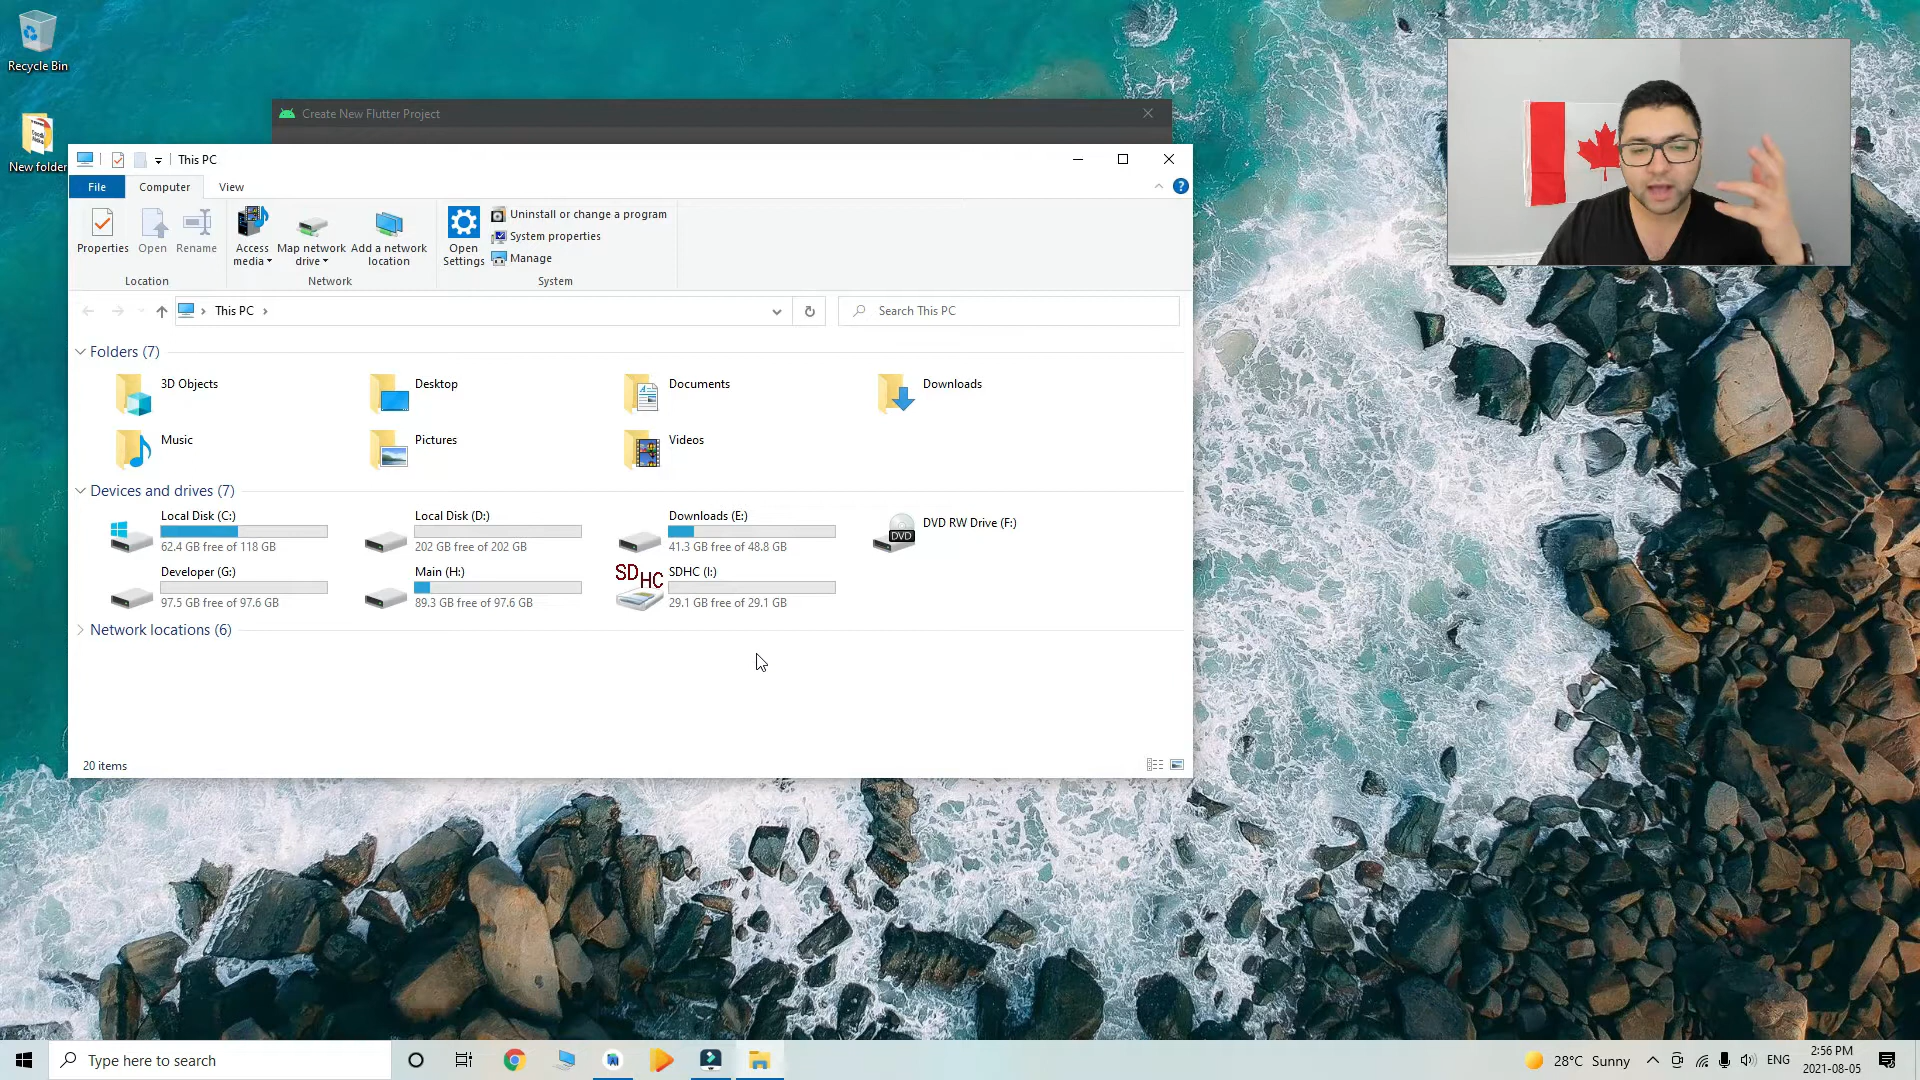 Recycle Bin
New folder
Create New Flutter Project
This PC
File
Computer
View
Properties
Open
Rename
Access media
Map network drive
Add a network location
Open Settings
Uninstall or change a program
System properties
Manage
Location
Network
System
This PC
Search This PC
Folders (7)
3D Objects
Desktop
Documents
Downloads
Music
Pictures
Videos
Devices and drives (7)
Local Disk (C:)
62.4 GB free of 118 GB
Local Disk (D:)
202 GB free of 202 GB
Downloads (E:)
41.3 GB free of 48.8 GB
DVD RW Drive (F:)
DVD
Developer (G:)
97.5 GB free of 97.6 GB
Main (H:)
89.3 GB free of 97.6 GB
SDHC
SDHC (I:)
29.1 GB free of 29.1 GB
Network locations (6)
20 items
Type here to search
28°C Sunny
ENG
2:56 PM
2021-08-05